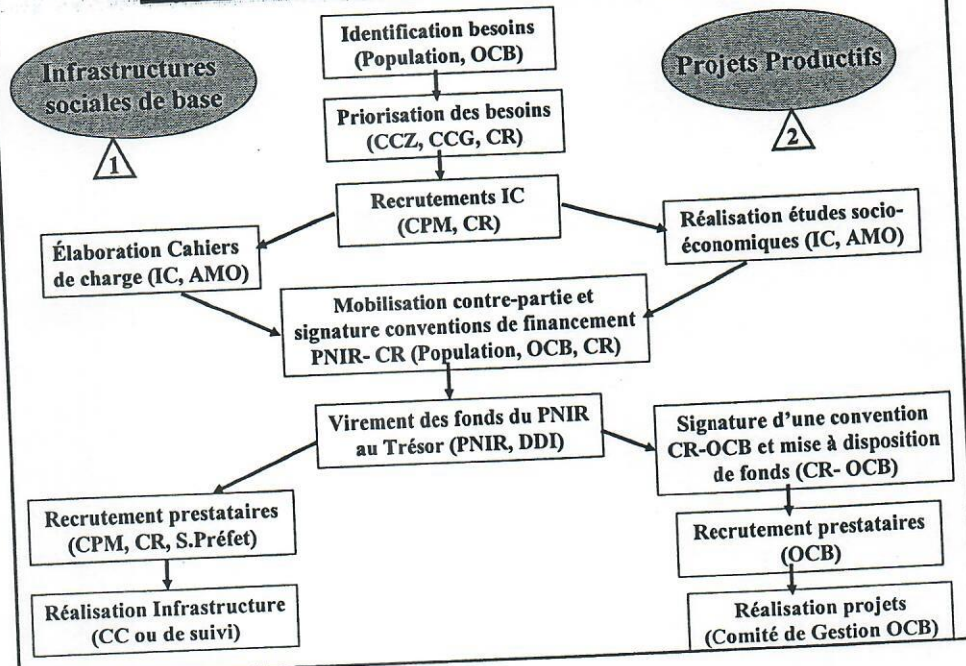 Identification besoins
(Population, OCB)
Infrastructures
sociales de base
Projets Productifs
1
2
Priorisation des besoins
(CCZ, CCG, CR)
Recrutements IC
(CPM, CR)
Élaboration Cahiers
de charge (IC, AMO)
Réalisation études socio-
économiques (IC, AMO)
Mobilisation contre-partie et
signature conventions de financement
PNIR- CR (Population, OCB, CR)
Virement des fonds du PNIR
au Trésor (PNIR, DDI)
Signature d’une convention
CR-OCB et mise à disposition
de fonds (CR- OCB)
Recrutement prestataires
(CPM, CR, S.Préfet)
Recrutement prestataires
(OCB)
Réalisation Infrastructure
(CC ou de suivi)
Réalisation projets
(Comité de Gestion OCB)